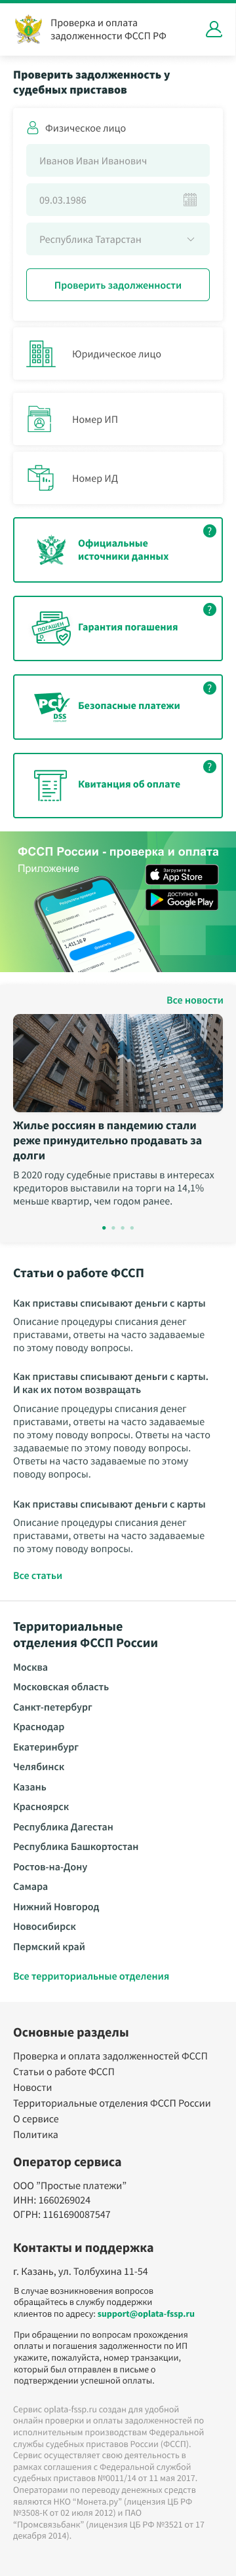 Проверка и оплата
задолженности ФССП РФ
Проверить задолженность у
судебных приставов
Физическое лицо
Иванов Иван Иванович
09.03.1986
Республика Татарстан
Проверить задолженности
Юридическое лицо
Номер ИП
Номер ИД
?
Официальные
источники данных
?
ПОГАШЕН
Гарантия погашения
?
PCI
DSS
Безопасные платежи
?
Квитанция об оплате
ФССП России - проверка и оплата
Приложение
Загрузите в
App Store
ДОСТУПНО В
Google Play
1.411,16 ₽
Все новости
Жилье россиян в пандемию стали
реже принудительно продавать за
долги
В 2020 году судебные приставы в интересах
кредиторов выставили на торги на 14,1%
меньше квартир, чем годом ранее.
Статьи о работе ФССП
Как приставы списывают деньги с карты
Описание процедуры списания денег
приставами, ответы на часто задаваемые
по этому поводу вопросы.
Как приставы списывают деньги с карты.
И как их потом возвращать
Описание процедуры списания денег
приставами, ответы на часто задаваемые
по этому поводу вопросы. Ответы на часто
задаваемые по этому поводу вопросы.
Ответы на часто задаваемые по этому
поводу вопросы.
Как приставы списывают деньги с карты
Описание процедуры списания денег
приставами, ответы на часто задаваемые
по этому поводу вопросы.
Все статьи
Территориальные
отделения ФССП России
Москва
Московская область
Санкт-петербург
Краснодар
Екатеринбург
Челябинск
Казань
Красноярск
Республика Дагестан
Республика Башкортостан
Ростов-на-Дону
Самара
Нижний Новгород
Новосибирск
Пермский край
Все территориальные отделения
Основные разделы
Проверка и оплата задолженностей ФССП
Статьи о работе ФССП
Новости
Территориальные отделения ФССП России
О сервисе
Политика
Оператор сервиса
ООО "Простые платежи"
ИНН: 1660269024
ОГРН: 1161690087547
Контакты и поддержка
г. Казань, ул. Толбухина 11-54
В случае возникновения вопросов
обращайтесь в службу поддержки
клиентов по адресу: support@oplata-fssp.ru
При обращении по вопросам прохождения
оплаты и погашения задолженности по ИП
укажите, пожалуйста, номер транзакции,
который был отправлен в письме о
подтверждении успешной оплаты.
Сервис oplata-fssp.ru создан для удобной
онлайн проверки и оплаты задолженностей по
исполнительным производствам Федеральной
службы судебных приставов России (ФССП).
Сервис осуществляет свою деятельность в
рамках соглашения с Федеральной службой
судебных приставов №0011/14 от 11 мая 2017.
Операторами по переводу денежных средств
являются НКО “Монета.ру” (лицензия ЦБ РФ
№3508-К от 02 июля 2012) и ПАО
“Промсвязьбанк” (лицензия ЦБ РФ №3521 от 17
декабря 2014).